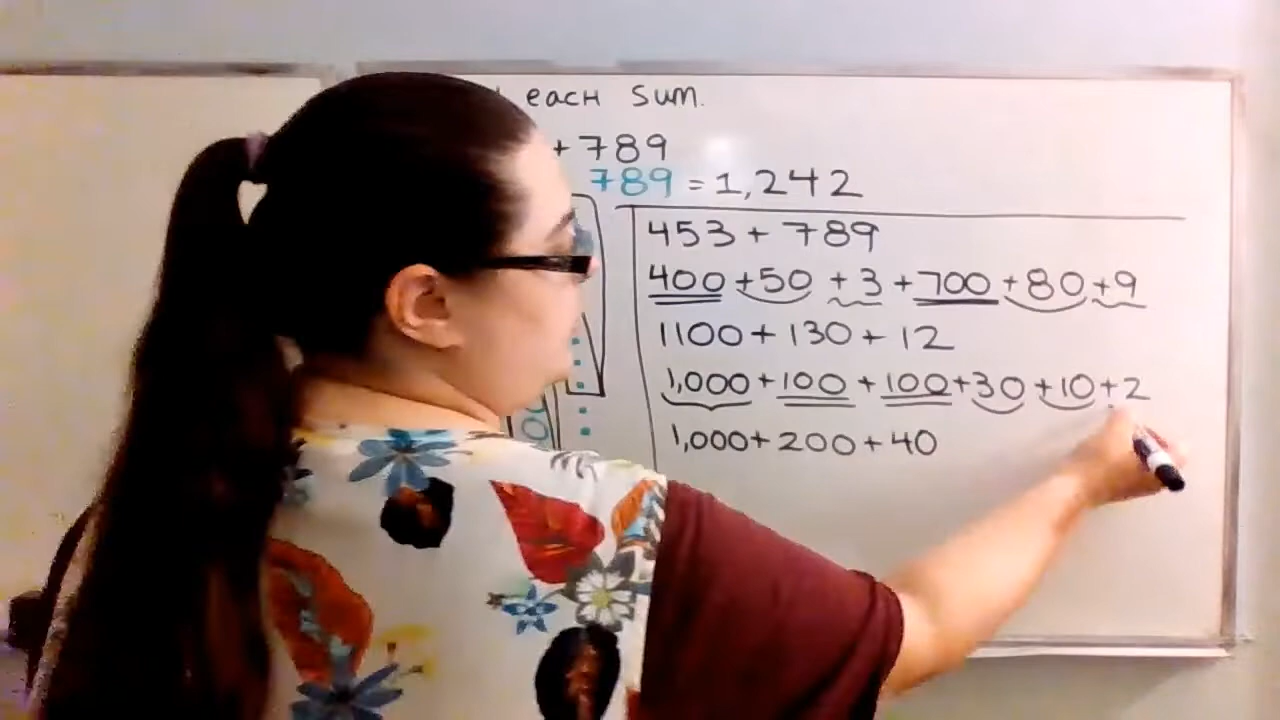 each Sum.
+ 789
789 = 1,242
453 + 789
400 + 50 + 3 + 700 + 80 + 9
1100 + 130 + 12
1,000 + 100 + 100 + 30 + 10 + 2
1,000 + 200 + 40